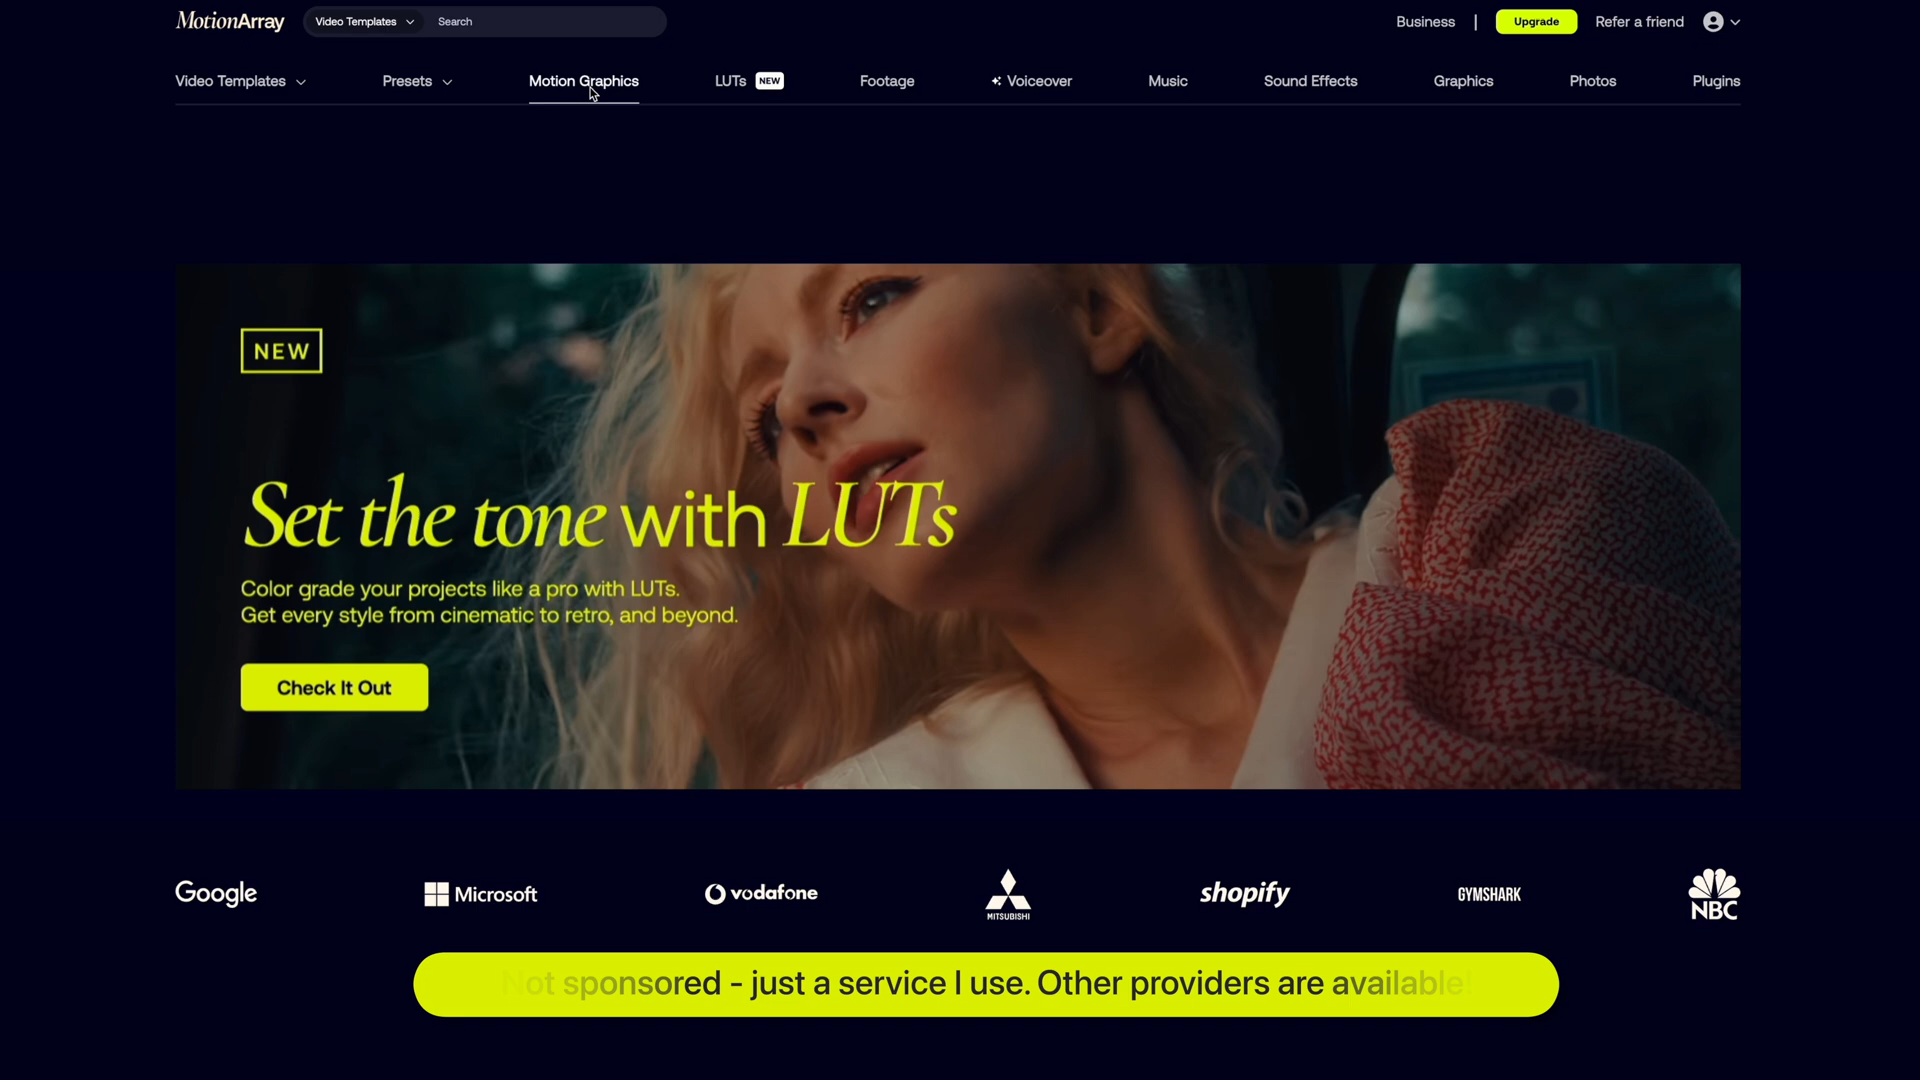 MotionArray
Video Templates
Search
Business
Upgrade
Refer a friend
Video Templates
Presets
Motion Graphics
LUTs NEW
Footage
Voiceover
Music
Sound Effects
Graphics
Photos
Plugins
NEW
Set the tone with LUTs
Color grade your projects like a pro with LUTs.
Get every style from cinematic to retro, and beyond.
Check It Out
Google
Microsoft
vodafone
MITSUBISHI
shopify
GYMSHARK
NBC
Not sponsored - just a service I use. Other providers are available!